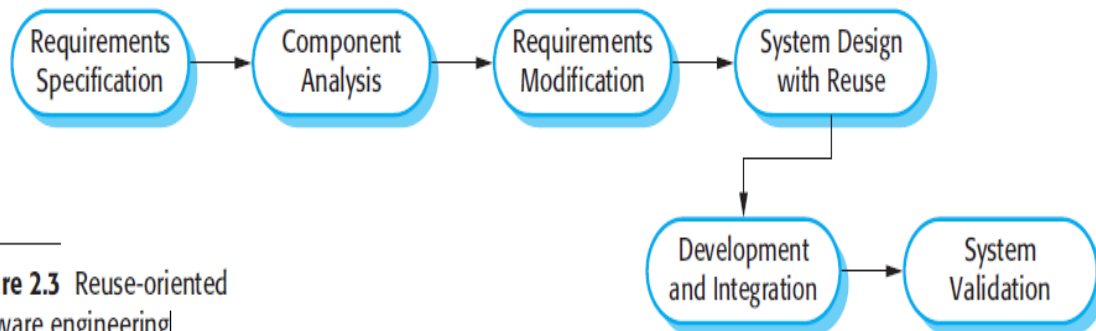 Requirements
Specification
Component
Analysis
Requirements
Modification
System Design
with Reuse
Development
and Integration
System
Validation
re 2.3 Reuse-oriented
ware engineering